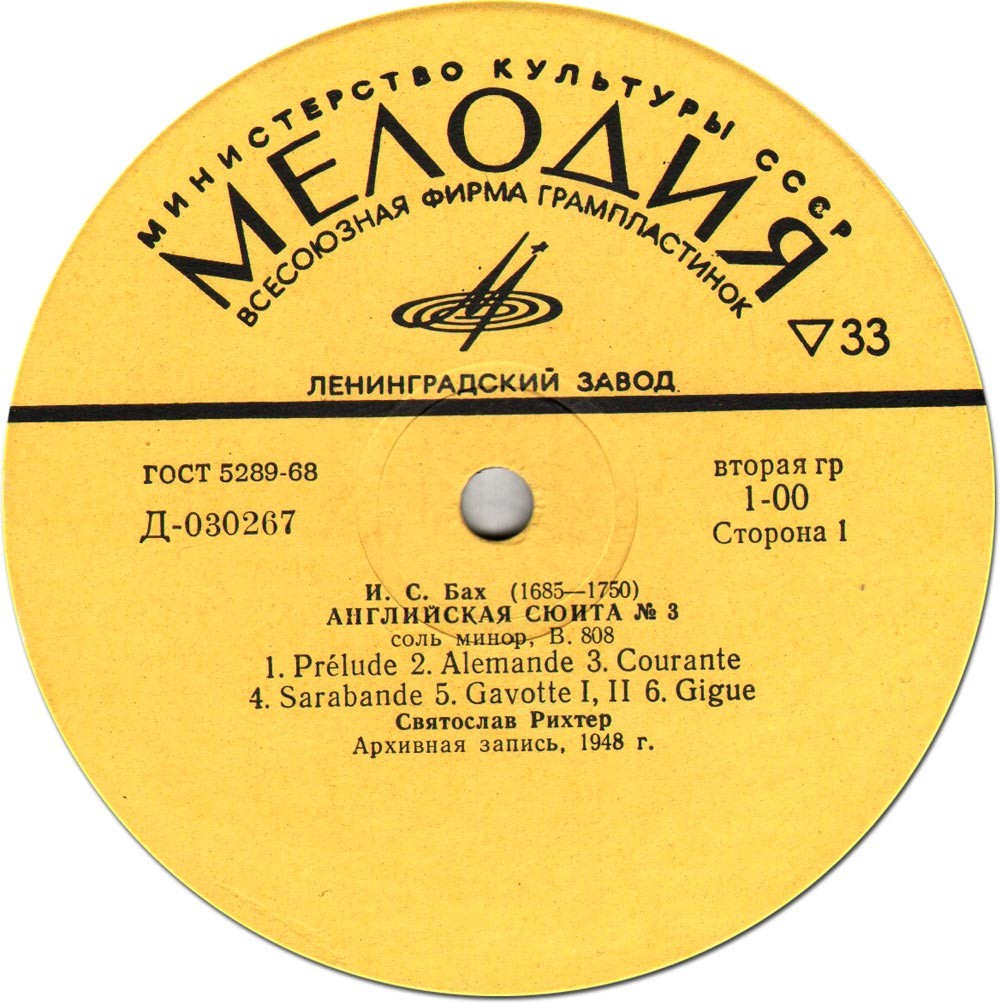 МИНИСТЕРСТВО КУЛЬТУРЫ СССР
МЕЛОДИЯ
ВСЕСОЮЗНАЯ ФИРМА ГРАМПЛАСТИНОК
▽33
ЛЕНИНГРАДСКИЙ ЗАВОД
ГОСТ 5289-68
Д-030267
вторая гр
1-00
Сторона 1
И. С. Бах (1685—1750)
АНГЛИЙСКАЯ СЮИТА № 3
соль минор, В. 808
1. Prélude 2. Alemande 3. Courante
4. Sarabande 5. Gavotte I, II 6. Gigue
Святослав Рихтер
Архивная запись, 1948 г.